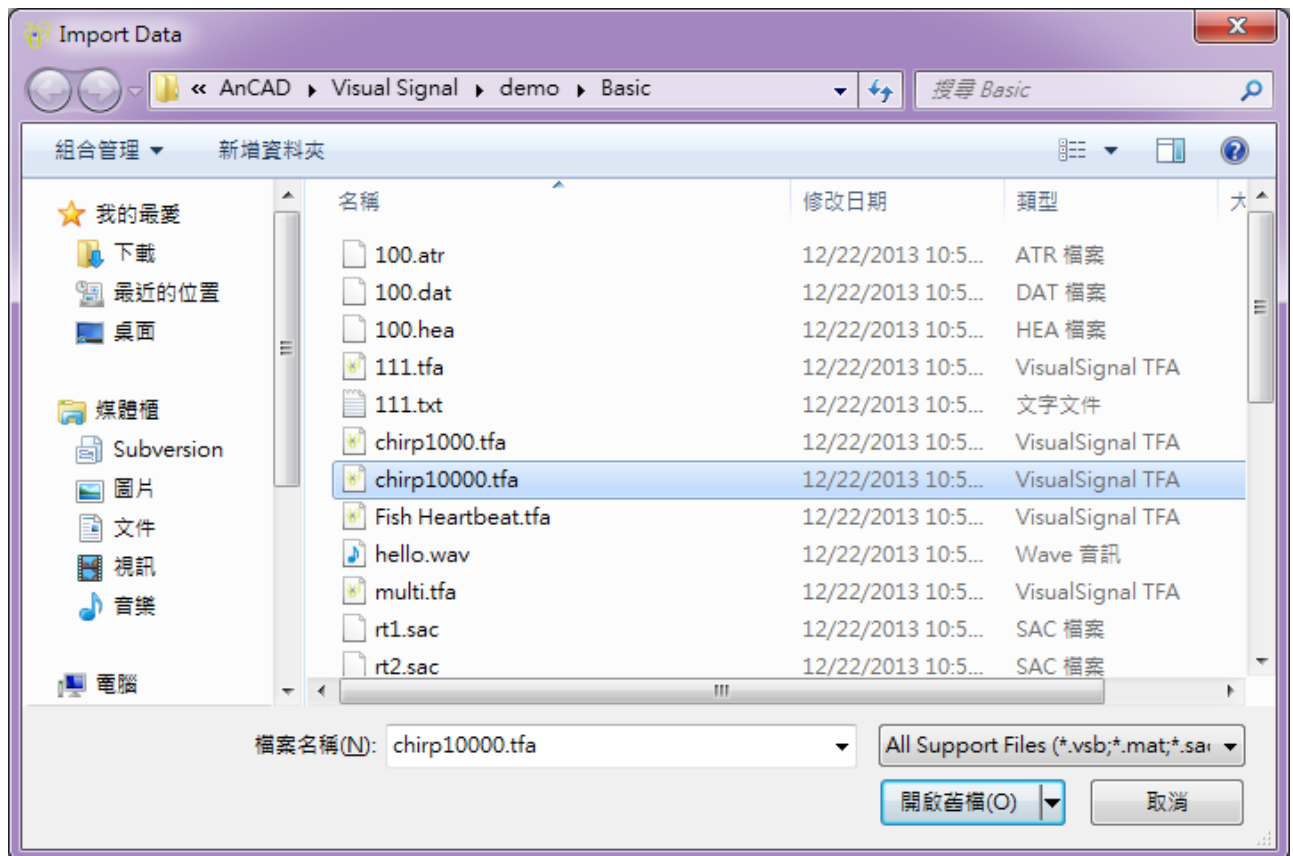 Import Data
« AnCAD ▸ Visual Signal ▸ demo ▸ Basic
搜尋 Basic
組合管理 ▼ 新增資料夾
我的最愛
下載
最近的位置
桌面
媒體櫃
Subversion
圖片
文件
視訊
音樂
電腦
名稱 修改日期 類型 大
100.atr 12/22/2013 10:5... ATR 檔案
100.dat 12/22/2013 10:5... DAT 檔案
100.hea 12/22/2013 10:5... HEA 檔案
111.tfa 12/22/2013 10:5... VisualSignal TFA
111.txt 12/22/2013 10:5... 文字文件
chirp1000.tfa 12/22/2013 10:5... VisualSignal TFA
chirp10000.tfa 12/22/2013 10:5... VisualSignal TFA
Fish Heartbeat.tfa 12/22/2013 10:5... VisualSignal TFA
hello.wav 12/22/2013 10:5... Wave 音訊
multi.tfa 12/22/2013 10:5... VisualSignal TFA
rt1.sac 12/22/2013 10:5... SAC 檔案
rt2.sac 12/22/2013 10:5... SAC 檔案
檔案名稱(N): chirp10000.tfa All Support Files (*.vsb;*.mat;*.sac
開啟舊檔(O) 取消